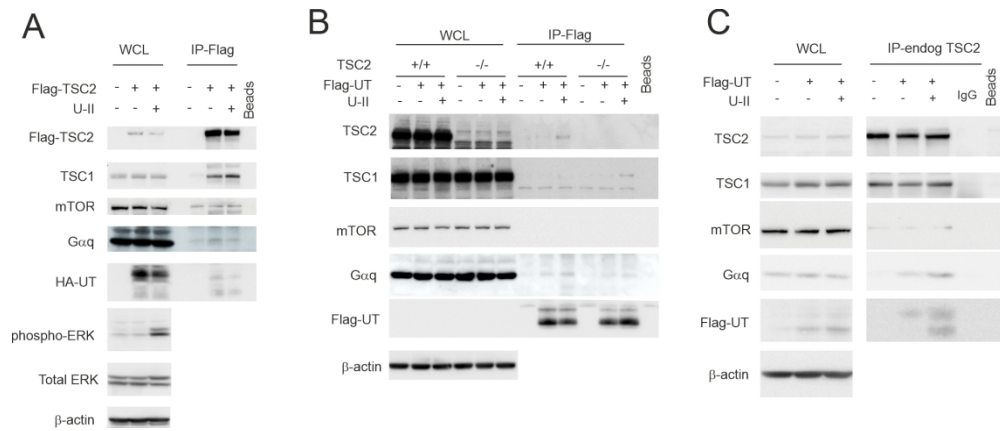 A
WCL IP-Flag
Flag-TSC2 - + + - + + Beads
U-II + +
Flag-TSC2
TSC1
mTOR
Gαq
HA-UT
phospho-ERK
Total ERK
β-actin
B
WCL IP-Flag
TSC2 +/+ -/- +/+ -/- Beads
Flag-UT - + + - + + - + + - + +
U-II + + + +
TSC2
TSC1
mTOR
Gαq
Flag-UT
β-actin
C
WCL IP-endog TSC2
Flag-UT - + + - + + IgG Beads
U-II + +
TSC2
TSC1
mTOR
Gαq
Flag-UT
β-actin